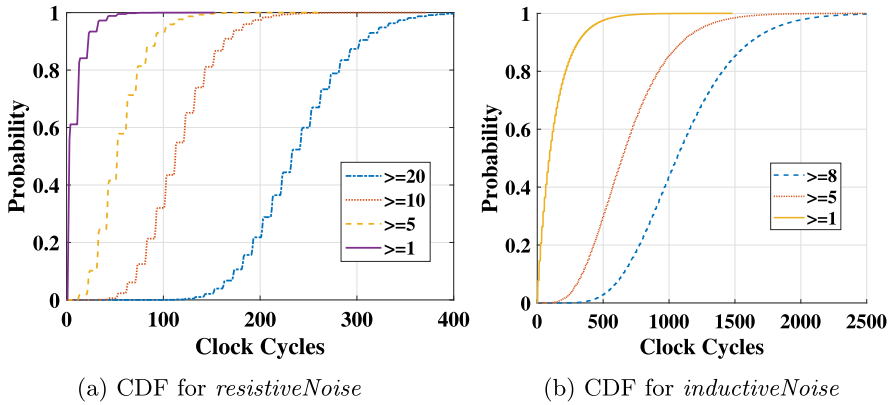 1
0.8
0.6
0.4
0.2
0
Probability
0 100 200 300 400
Clock Cycles
>=20
>=10
>=5
>=1
(a) CDF for resistiveNoise
1
0.8
0.6
0.4
0.2
0
Probability
0 500 1000 1500 2000 2500
Clock Cycles
>=8
>=5
>=1
(b) CDF for inductiveNoise